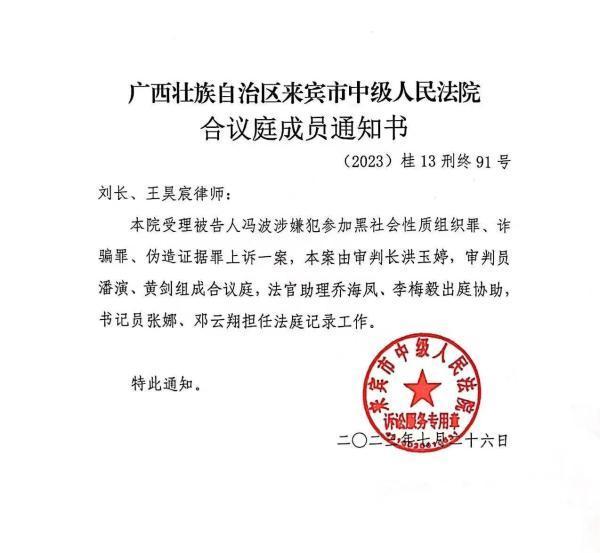 广西壮族自治区来宾市中级人民法院
合议庭成员通知书
（2023）桂 13 刑终 91 号
刘长、王昊宸律师：
本院受理被告人冯波涉嫌犯参加黑社会性质组织罪、诈
骗罪、伪造证据罪上诉一案，本案由审判长洪玉婷，审判员
潘演、黄剑组成合议庭，法官助理乔海凤、李梅毅出庭协助，
书记员张娜、邓云翔担任法庭记录工作。
特此通知。
来宾市中级人民法院
诉讼服务专用章
二〇二三年七月二十六日